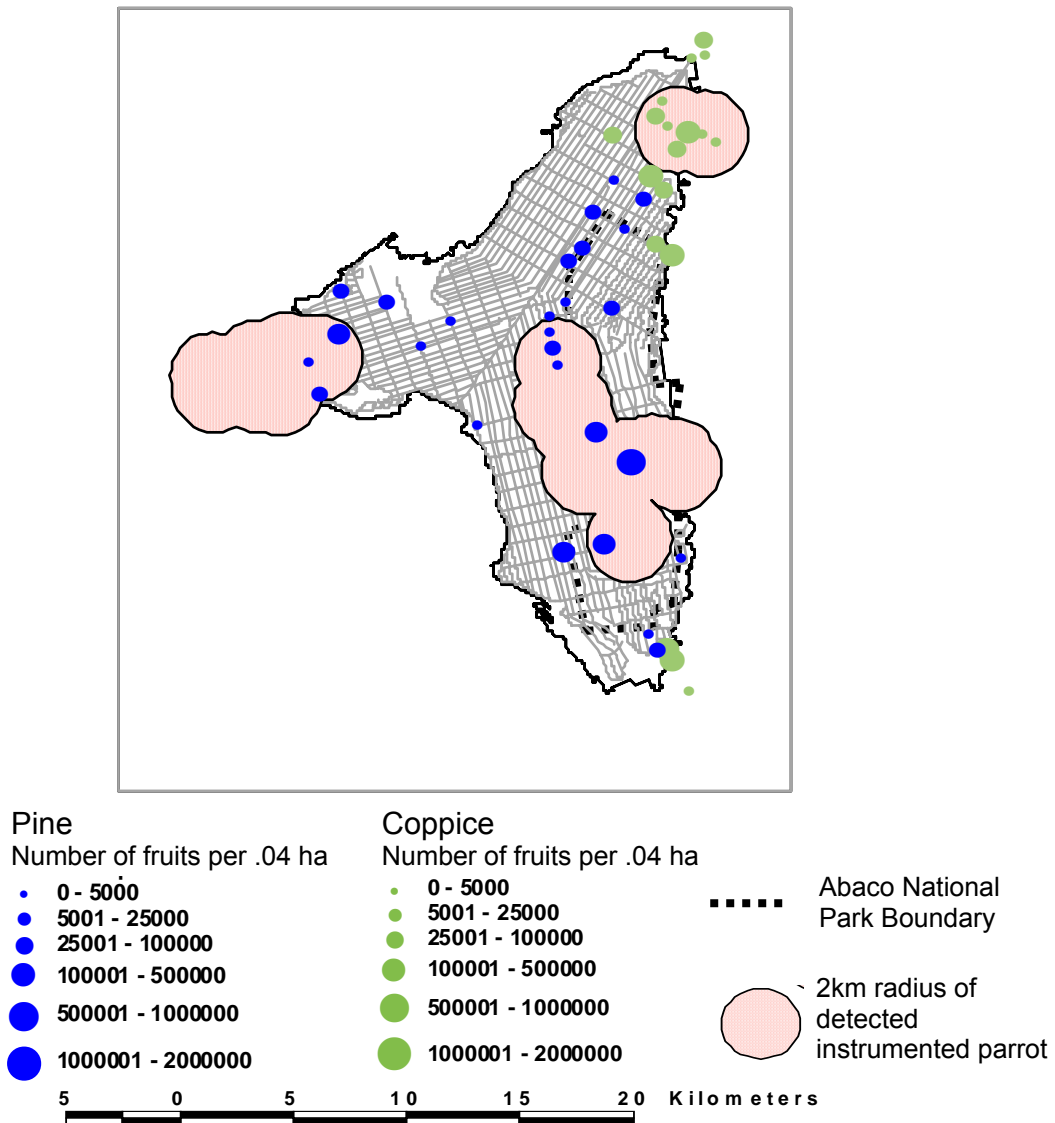 Pine
Number of fruits per .04 ha
0 - 5000
5001 - 25000
25001 - 100000
100001 - 500000
500001 - 1000000
1000001 - 2000000
Coppice
Number of fruits per .04 ha
0 - 5000
5001 - 25000
25001 - 100000
100001 - 500000
500001 - 1000000
1000001 - 2000000
Abaco National
Park Boundary
2km radius of
detected
instrumented parrot
5 0 5 10 15 20 Kilometers